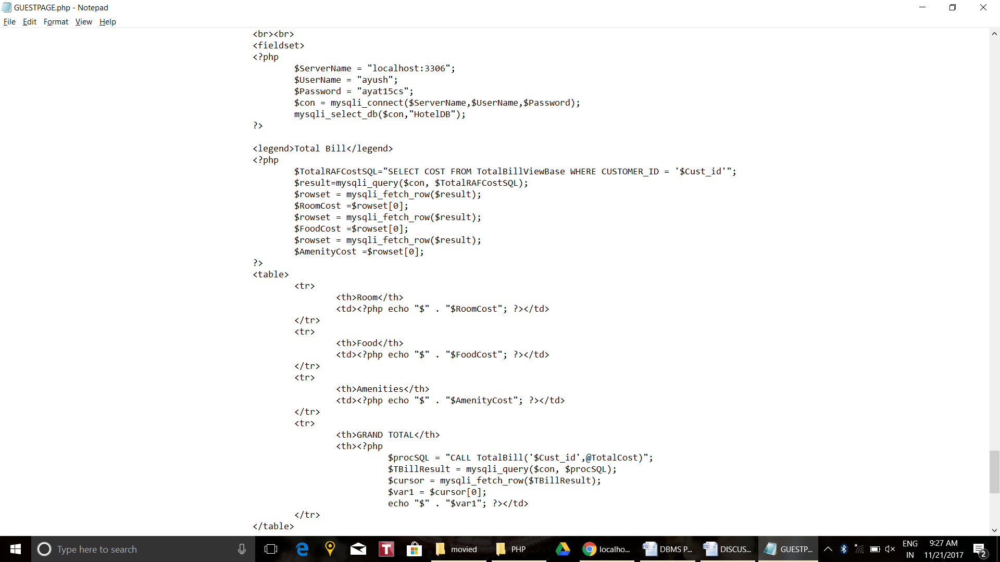 GUESTPAGE.php - Notepad
File Edit Format View Help
<br><br>
<fieldset>
<?php
$ServerName = "localhost:3306";
$UserName = "ayush";
$Password = "ayat15cs";
$con = mysqli_connect($ServerName,$UserName,$Password);
mysqli_select_db($con,"HotelDB");
?>
<legend>Total Bill</legend>
<?php
$TotalRAFCostSQL="SELECT COST FROM TotalBillViewBase WHERE CUSTOMER_ID = '$Cust_id'";
$result=mysqli_query($con, $TotalRAFCostSQL);
$rowset = mysqli_fetch_row($result);
$RoomCost =$rowset[0];
$rowset = mysqli_fetch_row($result);
$FoodCost =$rowset[0];
$rowset = mysqli_fetch_row($result);
$AmenityCost =$rowset[0];
?>
<table>
<tr>
<th>Room</th>
<td><?php echo "$" . "$RoomCost"; ?></td>
</tr>
<tr>
<th>Food</th>
<td><?php echo "$" . "$FoodCost"; ?></td>
</tr>
<tr>
<th>Amenities</th>
<td><?php echo "$" . "$AmenityCost"; ?></td>
</tr>
<tr>
<th>GRAND TOTAL</th>
<th><?php
$procSQL = "CALL TotalBill('$Cust_id',@TotalCost)";
$TBillResult = mysqli_query($con, $procSQL);
$cursor = mysqli_fetch_row($TBillResult);
$var1 = $cursor[0];
echo "$" . "$var1"; ?></td>
</tr>
</table>
Type here to search
movied
PHP
localho...
DBMS P...
DISCUS...
GUESTP...
ENG
IN
9:27 AM
11/21/2017
2